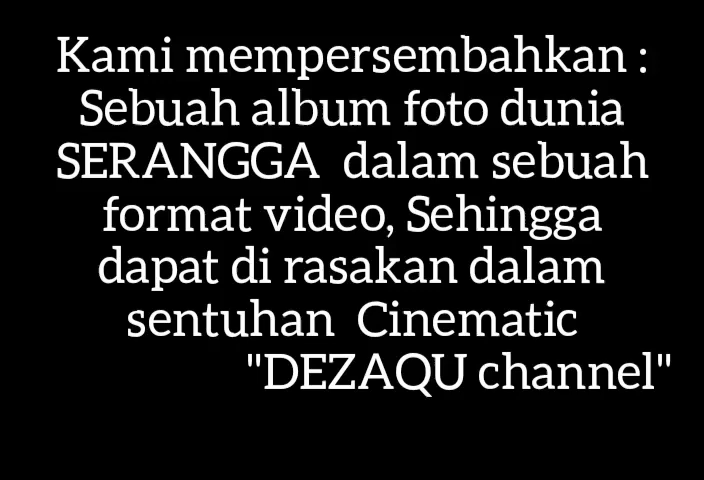 Kami mempersembahkan :
Sebuah album foto dunia
SERANGGA dalam sebuah
format video, Sehingga
dapat di rasakan dalam
sentuhan Cinematic
"DEZAQU channel"